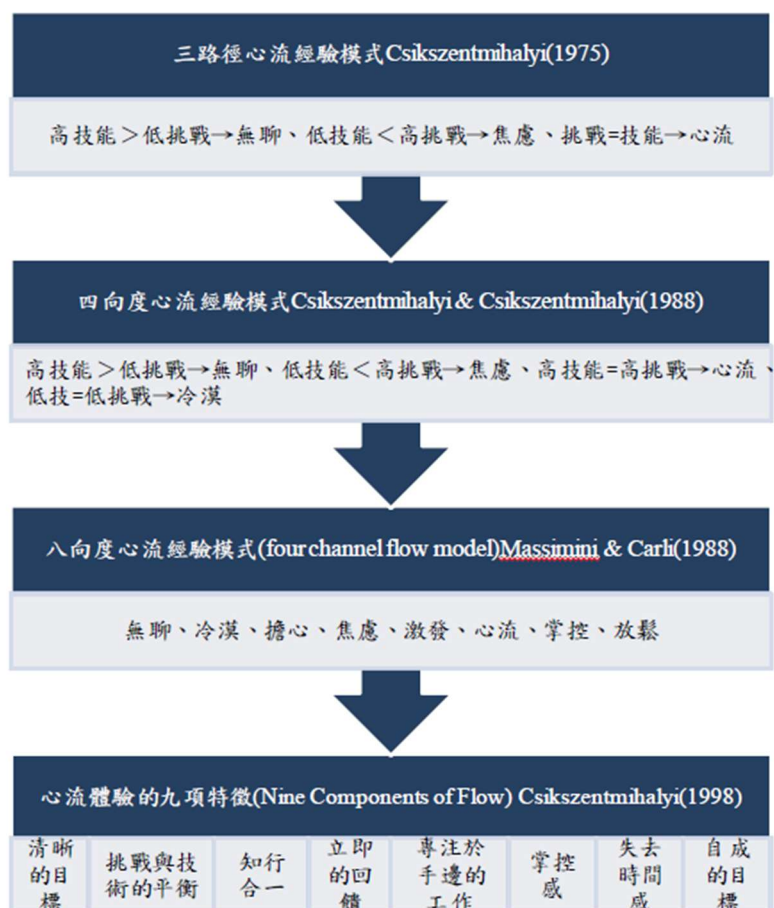 三路徑心流經驗模式Csikszentmihalyi(1975)
高技能＞低挑戰→無聊、低技能＜高挑戰→焦慮、挑戰=技能→心流
四向度心流經驗模式Csikszentmihalyi & Csikszentmihalyi(1988)
高技能＞低挑戰→無聊、低技能＜高挑戰→焦慮、高技能=高挑戰→心流、
低技=低挑戰→冷漠
八向度心流經驗模式(four channel flow model)Massimini & Carli(1988)
無聊、冷漠、擔心、焦慮、激發、心流、掌控、放鬆
心流體驗的九項特徵(Nine Components of Flow) Csikszentmihalyi(1998)
清晰
的目
標
挑戰與技
術的平衡
知行
合一
立即
的回
饋
專注於
手邊的
工作
掌控
感
失去
時間
感
自成
的目
標